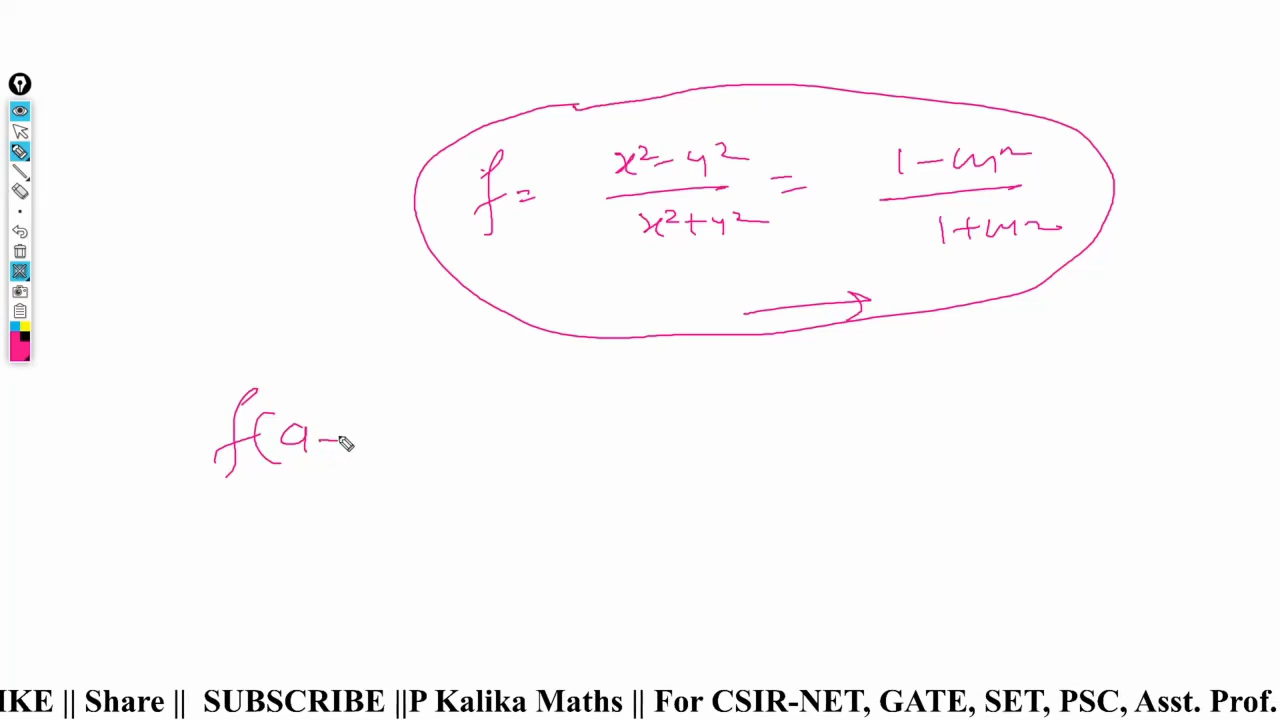 f = x²-y² / x²+y² = 1-m² / 1+m²
f(a-
IKE || Share || SUBSCRIBE ||P Kalika Maths || For CSIR-NET, GATE, SET, PSC, Asst. Prof.